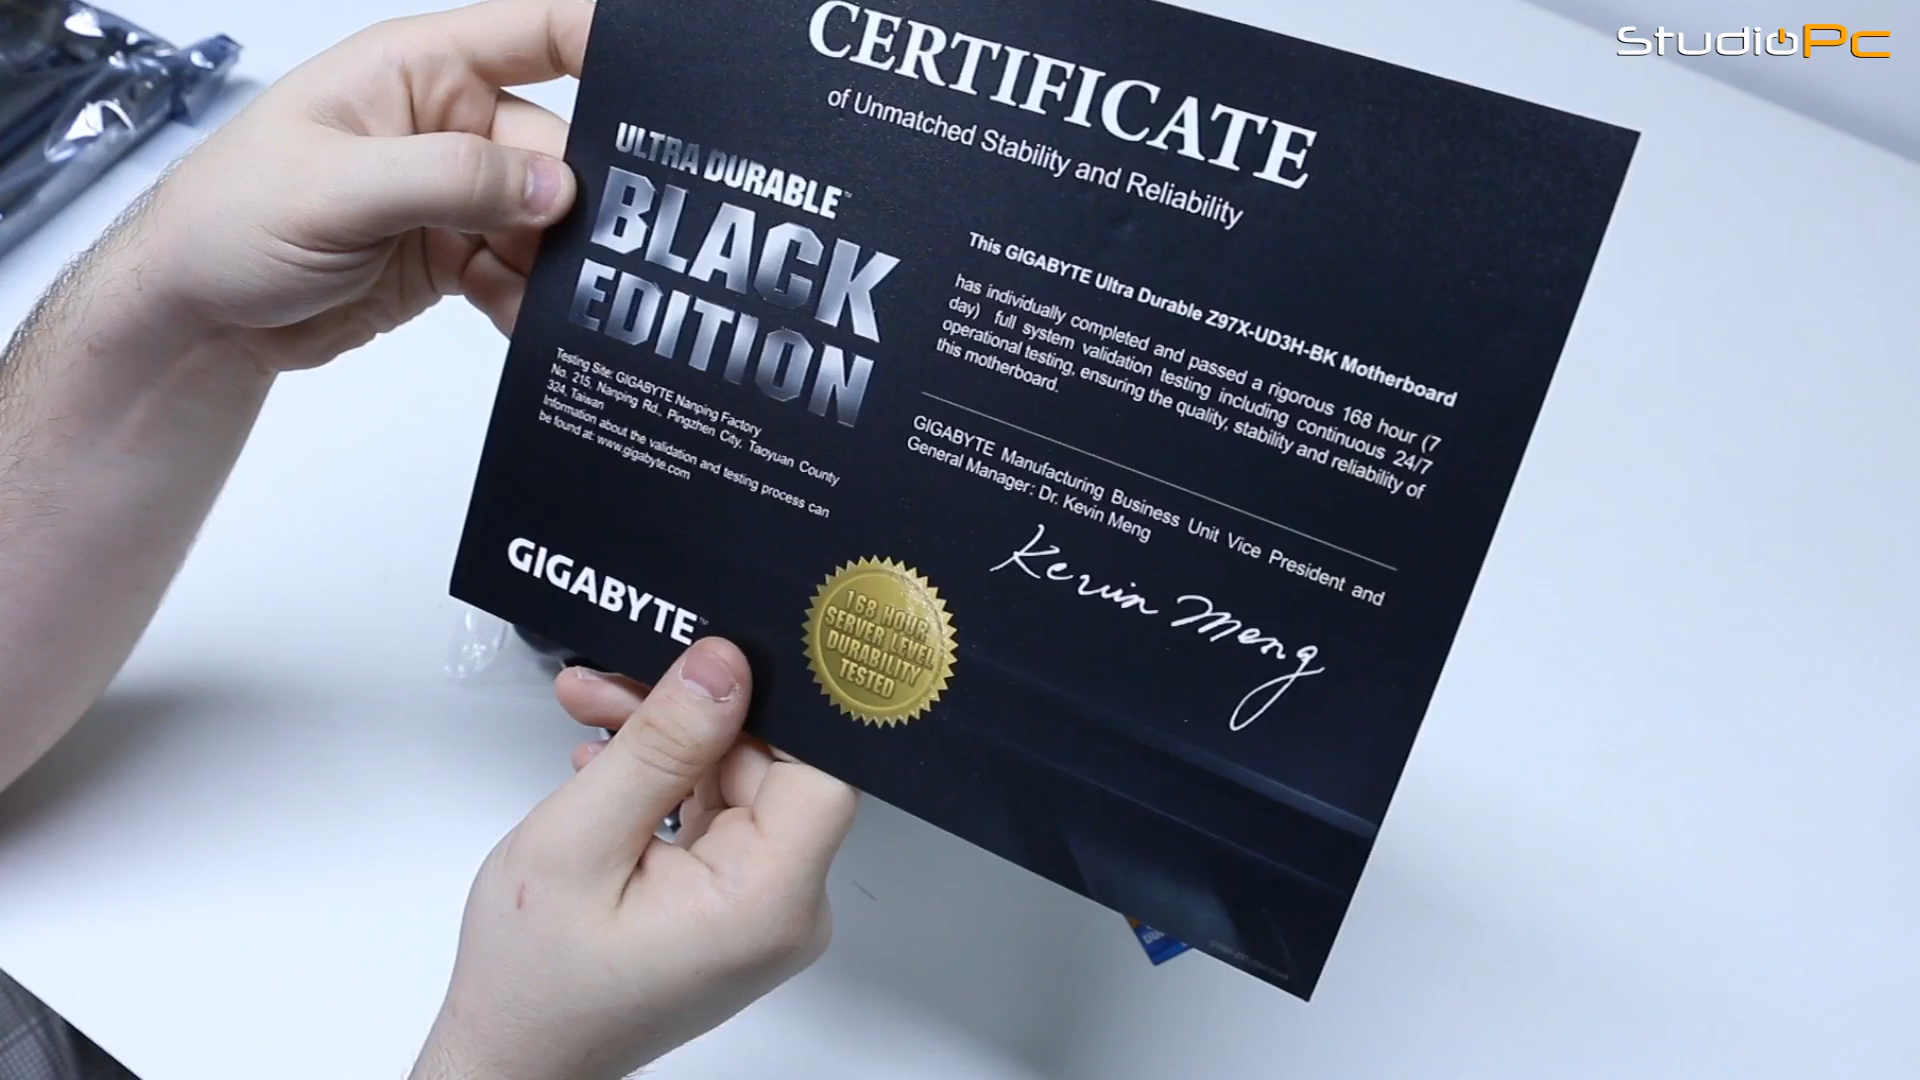 StudioPc
CERTIFICATE
of Unmatched Stability and Reliability
ULTRA DURABLE™
BLACK
EDITION
Testing Site: GIGABYTE Nanping Factory
No. 215, Nanping Rd., Pingzhen City, Taoyuan County
324, Taiwan
Information about the validation and testing process can
be found at: www.gigabyte.com
GIGABYTE™
This GIGABYTE Ultra Durable Z97X-UD3H-BK Motherboard
has individually completed and passed a rigorous 168 hour (7
day) full system validation testing including continuous 24/7
operational testing, ensuring the quality, stability and reliability of
this motherboard.
GIGABYTE Manufacturing Business Unit Vice President and
General Manager: Dr. Kevin Meng
Kevin Meng
168 HOUR
SERVER LEVEL
DURABILITY
TESTED